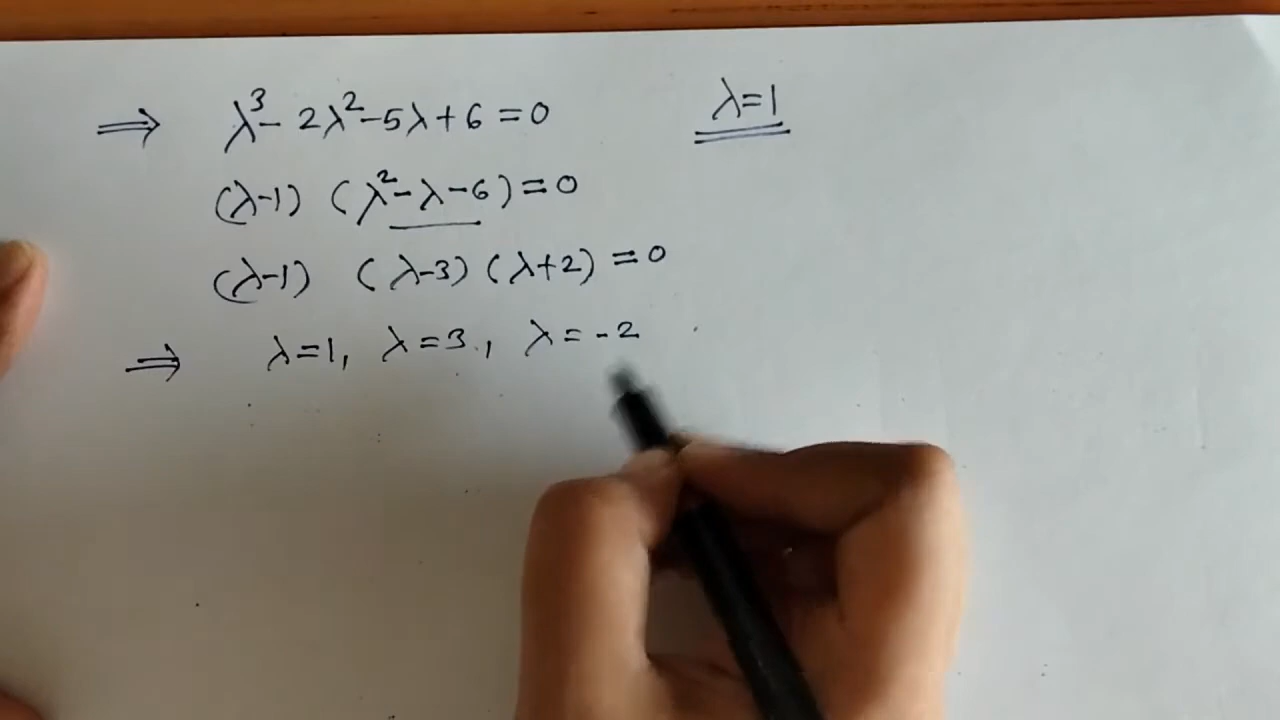 ⟹ λ³ - 2λ² - 5λ + 6 = 0
λ = 1
(λ-1) (λ² - λ - 6) = 0
(λ-1) (λ-3) (λ+2) = 0
⟹ λ = 1, λ = 3, λ = -2